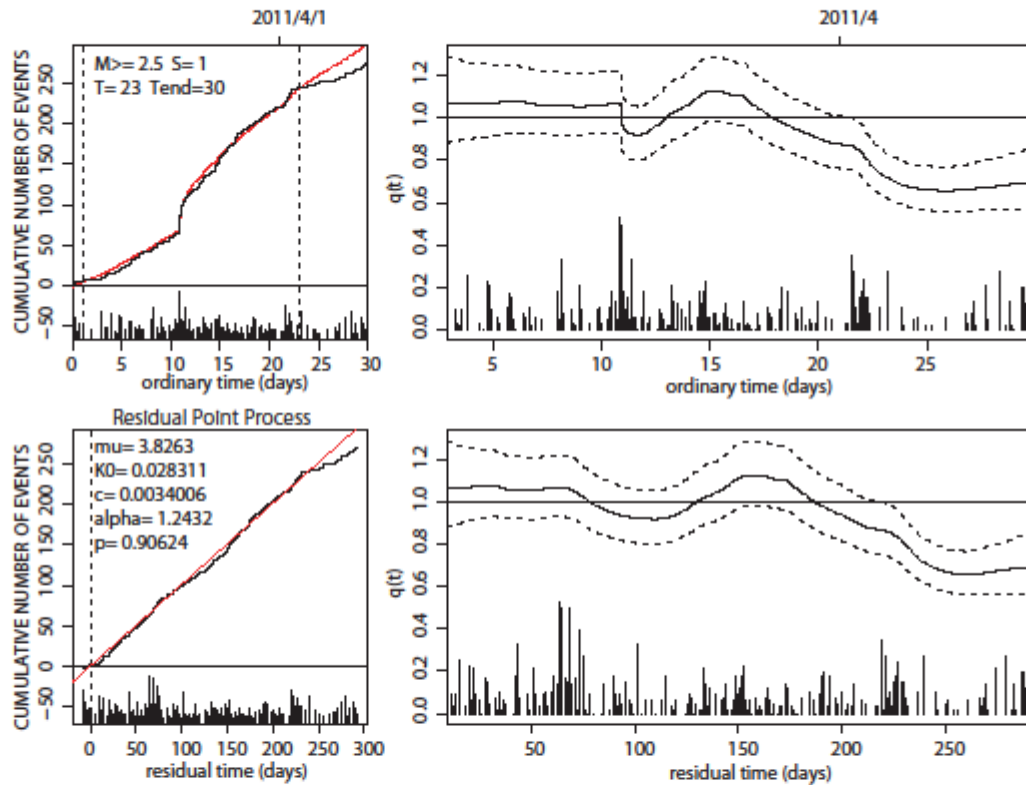 2011/4/1
CUMULATIVE NUMBER OF EVENTS
−50 0 50 100 150 200 250
M>= 2.5 S= 1
T= 23 Tend=30
0 5 10 15 20 25 30
ordinary time (days)
2011/4
q(t)
0.0 0.2 0.4 0.6 0.8 1.0 1.2
5 10 15 20 25
ordinary time (days)
Residual Point Process
CUMULATIVE NUMBER OF EVENTS
−50 0 50 100 150 200 250
mu= 3.8263
K0= 0.028311
c= 0.0034006
alpha= 1.2432
p= 0.90624
0 50 100 150 200 250 300
residual time (days)
q(t)
0.0 0.2 0.4 0.6 0.8 1.0 1.2
50 100 150 200 250
residual time (days)